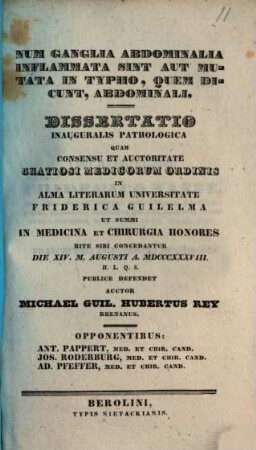 11
NUM GANGLIA ABDOMINALIA
INFLAMMATA SINT AUT MU-
TATA IN TYPHO, QUEM DI-
CUNT, ABDOMINALI.
DISSERTATIO
INAUGURALIS PATHOLOGICA
QUAM
CONSENSU ET AUCTORITATE
GRATIOSI MEDICORUM ORDINIS
IN
ALMA LITERARUM UNIVERSITATE
FRIDERICA GUILELMA
UT SUMMI
IN MEDICINA ET CHIRURGIA HONORES
RITE SIBI CONCEDANTUR
DIE XIV. M. AUGUSTI A. MDCCCXXXVIII.
H. L. Q. S.
PUBLICE DEFENDET
AUCTOR
MICHAEL GUIL. HUBERTUS REY
RHENANUS.
OPPONENTIBUS:
ANT. PAPPERT, MED. ET CHIR. CAND.
JOS. RODERBURG, MED. ET CHIR. CAND.
AD. PFEFFER, MED. ET CHIR. CAND.
BEROLINI,
TYPIS NIETACKIANIS.